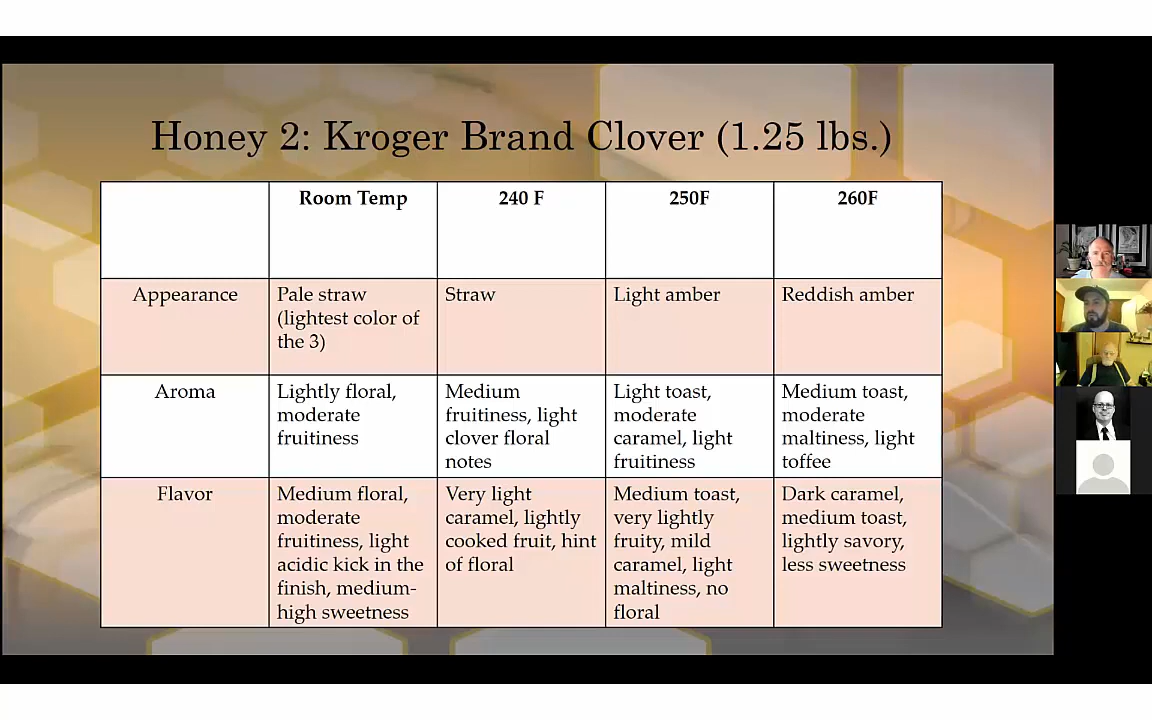 Honey 2: Kroger Brand Clover (1.25 lbs.)
Room Temp
240 F
250F
260F
Appearance
Pale straw
(lightest color of
the 3)
Straw
Light amber
Reddish amber
Aroma
Lightly floral,
moderate
fruitiness
Medium
fruitiness, light
clover floral
notes
Light toast,
moderate
caramel, light
fruitiness
Medium toast,
moderate
maltiness, light
toffee
Flavor
Medium floral,
moderate
fruitiness, light
acidic kick in the
finish, medium-
high sweetness
Very light
caramel, lightly
cooked fruit, hint
of floral
Medium toast,
very lightly
fruity, mild
caramel, light
maltiness, no
floral
Dark caramel,
medium toast,
lightly savory,
less sweetness